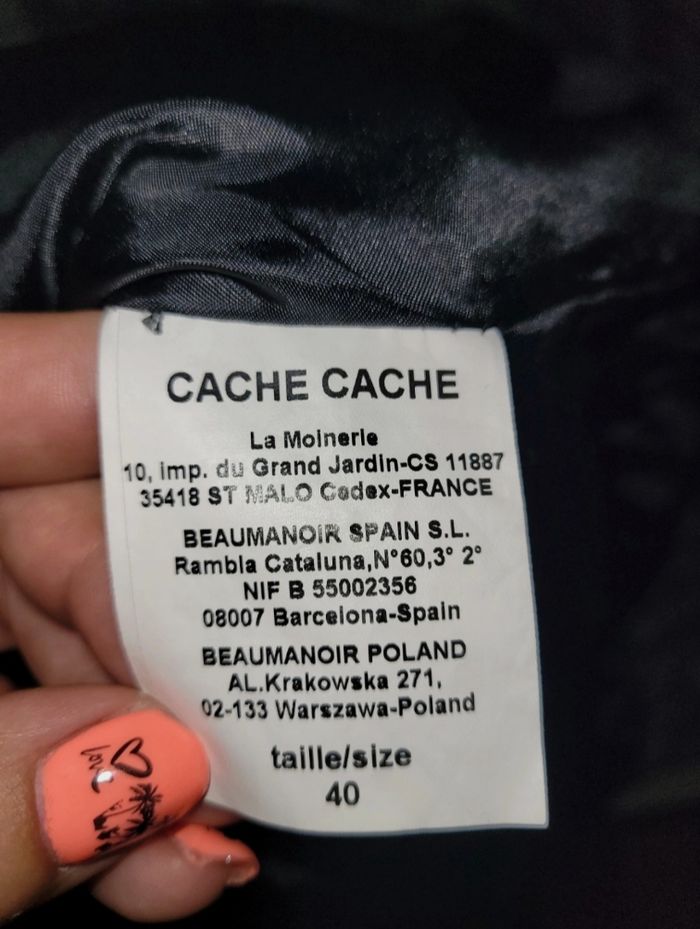 CACHE CACHE
La Moinerie
10, imp. du Grand Jardin-CS 11887
35418 ST MALO Cedex-FRANCE
BEAUMANOIR SPAIN S.L.
Rambla Cataluna,N°60,3° 2°
NIF B 55002356
08007 Barcelona-Spain
BEAUMANOIR POLAND
AL.Krakowska 271,
02-133 Warszawa-Poland
taille/size
40
love